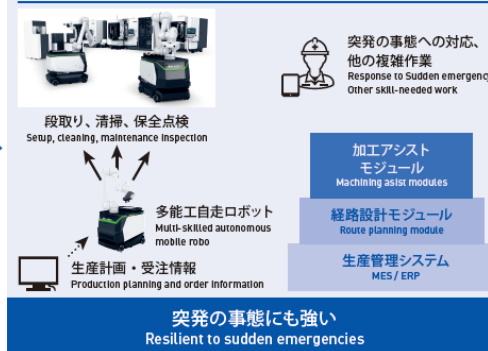 突発の事態への対応、
他の複雑作業
Response to Sudden emergency
Other skill-needed work
段取り、清掃、保全点検
Setup, cleaning, maintenance inspection
加工アシスト
モジュール
Machining asist modules
多能工自走ロボット
Multi-skilled autonomous
mobile robo
経路設計モジュール
Route planning module
生産計画・受注情報
Production planning and order information
生産管理システム
MES / ERP
突発の事態にも強い
Resilient to sudden emergencies